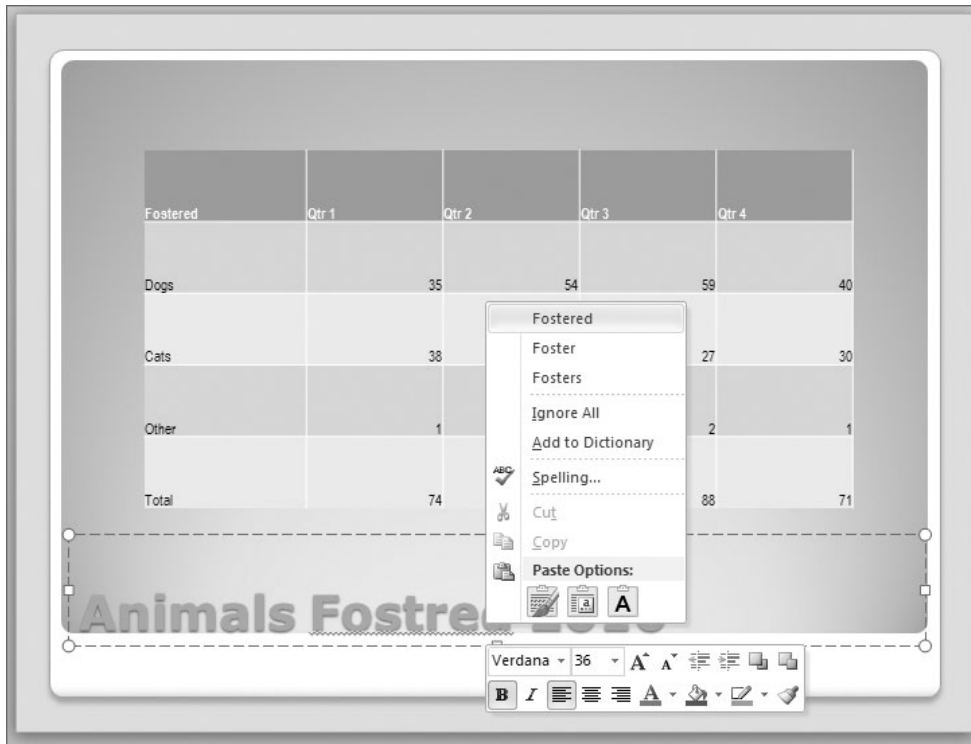 Fostered Qtr 1 Qtr 2 Qtr 3 Qtr 4
Dogs 35 54 59 40
Cats 38 27 30
Other 1 2 1
Total 74 88 71
Fostered
Foster
Fosters
Ignore All
Add to Dictionary
ABC
Spelling...
Cut
Copy
Paste Options:
a A
Animals Fostred
Verdana 36 A A
B I A